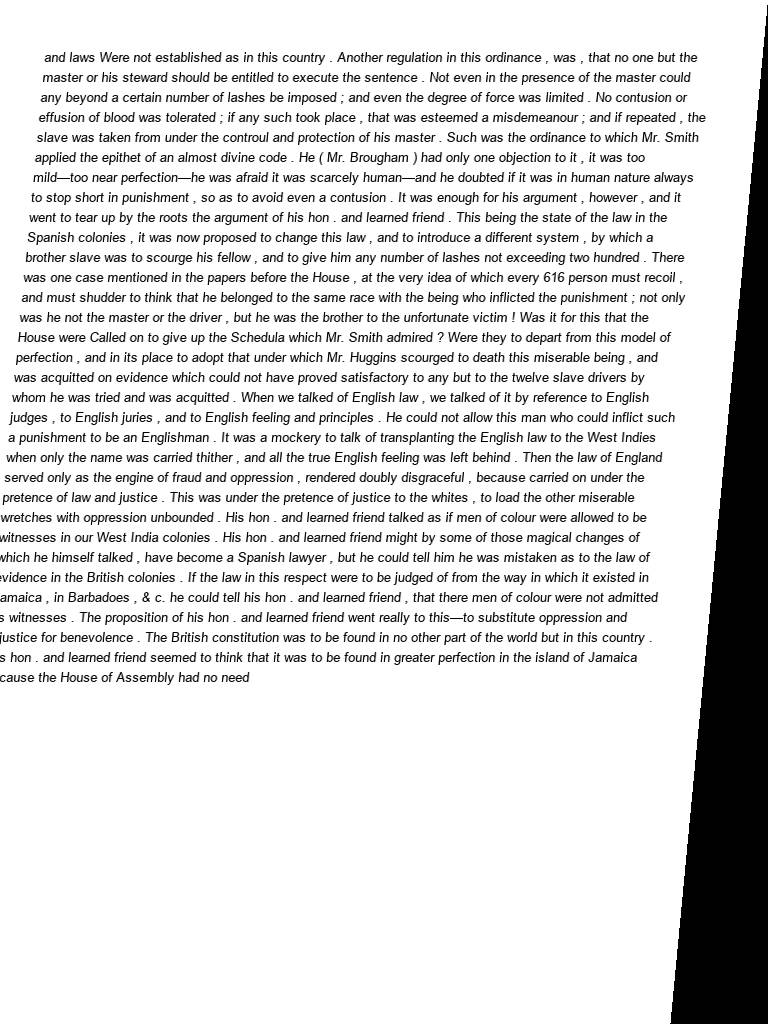 and laws Were not established as in this country . Another regulation in this ordinance , was , that no one but the
master or his steward should be entitled to execute the sentence . Not even in the presence of the master could
any beyond a certain number of lashes be imposed ; and even the degree of force was limited . No contusion or
effusion of blood was tolerated ; if any such took place , that was esteemed a misdemeanour ; and if repeated , the
slave was taken from under the controul and protection of his master . Such was the ordinance to which Mr. Smith
applied the epithet of an almost divine code . He ( Mr. Brougham ) had only one objection to it , it was too
mild—too near perfection—he was afraid it was scarcely human—and he doubted if it was in human nature always
to stop short in punishment , so as to avoid even a contusion . It was enough for his argument , however , and it
went to tear up by the roots the argument of his hon . and learned friend . This being the state of the law in the
Spanish colonies , it was now proposed to change this law , and to introduce a different system , by which a
brother slave was to scourge his fellow , and to give him any number of lashes not exceeding two hundred . There
was one case mentioned in the papers before the House , at the very idea of which every 616 person must recoil ,
and must shudder to think that he belonged to the same race with the being who inflicted the punishment ; not only
was he not the master or the driver , but he was the brother to the unfortunate victim ! Was it for this that the
House were Called on to give up the Schedula which Mr. Smith admired ? Were they to depart from this model of
perfection , and in its place to adopt that under which Mr. Huggins scourged to death this miserable being , and
was acquitted on evidence which could not have proved satisfactory to any but to the twelve slave drivers by
whom he was tried and was acquitted . When we talked of English law , we talked of it by reference to English
judges , to English juries , and to English feeling and principles . He could not allow this man who could inflict such
a punishment to be an Englishman . It was a mockery to talk of transplanting the English law to the West Indies
when only the name was carried thither , and all the true English feeling was left behind . Then the law of England
served only as the engine of fraud and oppression , rendered doubly disgraceful , because carried on under the
pretence of law and justice . This was under the pretence of justice to the whites , to load the other miserable
wretches with oppression unbounded . His hon . and learned friend talked as if men of colour were allowed to be
witnesses in our West India colonies . His hon . and learned friend might by some of those magical changes of
which he himself talked , have become a Spanish lawyer , but he could tell him he was mistaken as to the law of
evidence in the British colonies . If the law in this respect were to be judged of from the way in which it existed in
amaica , in Barbadoes , & c. he could tell his hon . and learned friend , that there men of colour were not admitted
s witnesses . The proposition of his hon . and learned friend went really to this—to substitute oppression and
justice for benevolence . The British constitution was to be found in no other part of the world but in this country .
s hon . and learned friend seemed to think that it was to be found in greater perfection in the island of Jamaica
cause the House of Assembly had no need